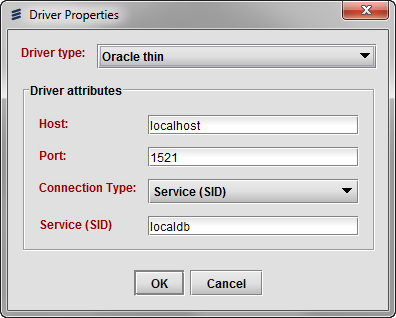 Driver Properties
Driver type: Oracle thin
Driver attributes
Host: localhost
Port: 1521
Connection Type: Service (SID)
Service (SID) localdb
OK Cancel